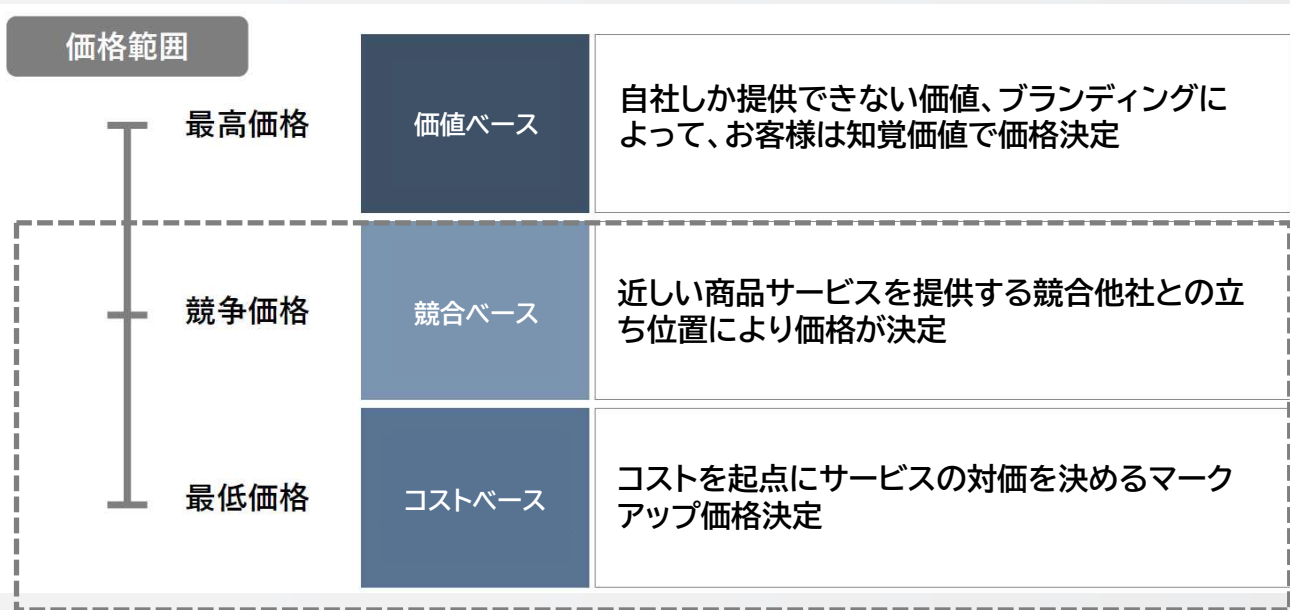 価格範囲
最高価格
価値ベース
自社しか提供できない価値、ブランディングに
よって、お客様は知覚価値で価格決定
競争価格
競合ベース
近しい商品サービスを提供する競合他社との立
ち位置により価格が決定
最低価格
コストベース
コストを起点にサービスの対価を決めるマーク
アップ価格決定